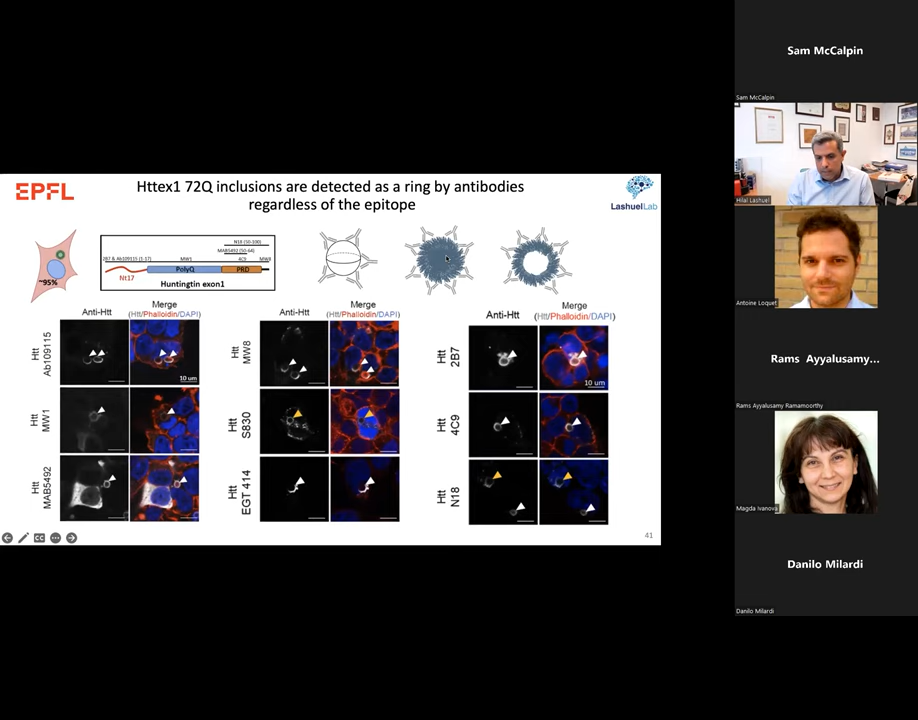 EPFL
Httex1 72Q inclusions are detected as a ring by antibodies
regardless of the epitope
LashuelLab
~95%
N18 (50-100)
MAB5492 (50-64)
2B7 & Ab109115 (1-17)
MW1
4C9
MW8
Nt17
PolyQ
PRD
Huntingtin exon1
Anti-Htt
Merge
(Htt/Phalloidin/DAPI)
Htt
Ab109115
10 um
Htt
MW1
Htt
MAB5492
Anti-Htt
Merge
(Htt/Phalloidin/DAPI)
Htt
MW8
Htt
S830
Htt
EGT 414
Anti-Htt
Merge
(Htt/Phalloidin/DAPI)
Htt
2B7
10 um
Htt
4C9
Htt
N18
41
Sam McCalpin
Sam McCalpin
Hilal Lashuel
Antoine Loquet
Rams Ayyalusamy...
Rams Ayyalusamy Ramamoorthy
Magda Ivanova
Danilo Milardi
Danilo Milardi